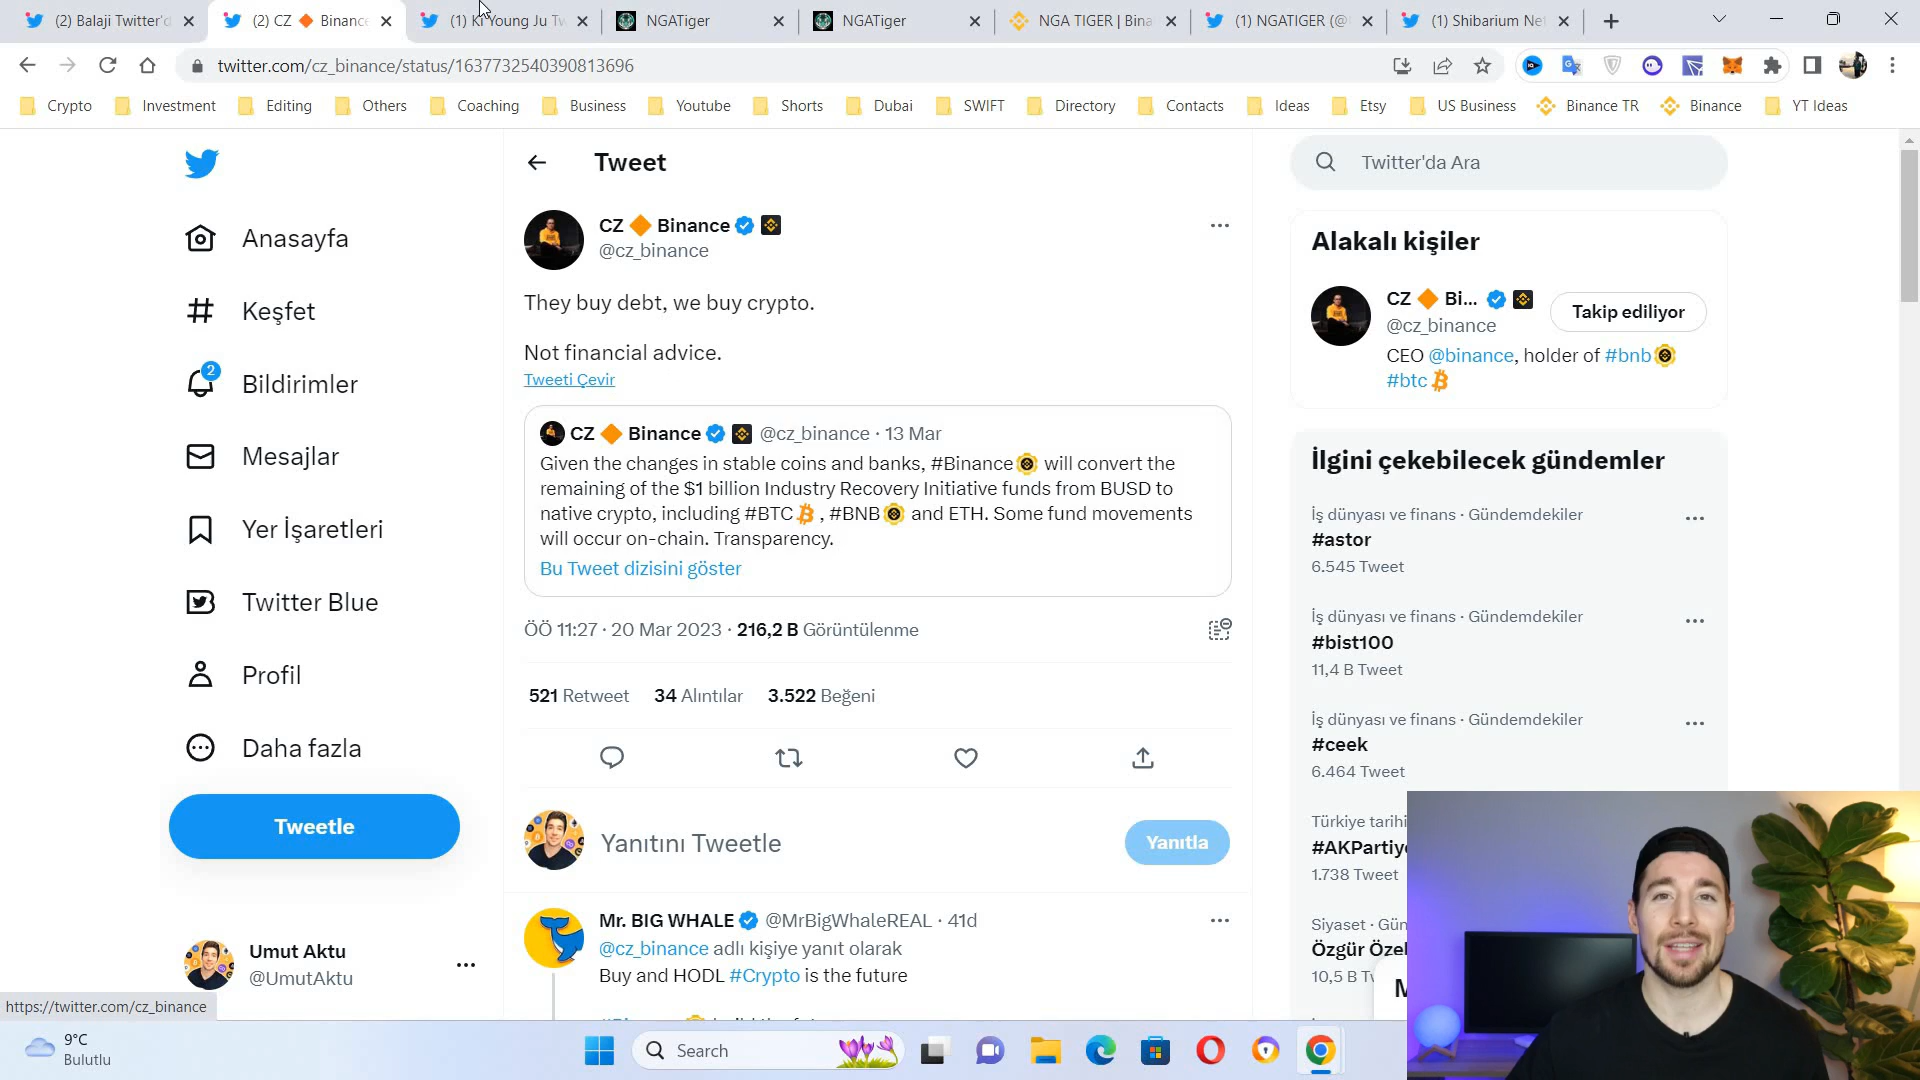 (2) Balaji Twitter'd
(2) CZ 🔶 Binance
(1) Ki Young Ju Tw
NGATiger
NGATiger
NGA TIGER | Bina
(1) NGATIGER (@
(1) Shibarium Net
twitter.com/cz_binance/status/1637732540390813696
Crypto
Investment
Editing
Others
Coaching
Business
Youtube
Shorts
Dubai
SWIFT
Directory
Contacts
Ideas
Etsy
US Business
Binance TR
Binance
YT Ideas
Anasayfa
Keşfet
2
Bildirimler
Mesajlar
Yer İşaretleri
Twitter Blue
Profil
Daha fazla
Tweetle
Umut Aktu
@UmutAktu
https://twitter.com/cz_binance
Tweet
CZ 🔶 Binance
@cz_binance
They buy debt, we buy crypto.
Not financial advice.
Tweeti Çevir
CZ 🔶 Binance @cz_binance · 13 Mar
Given the changes in stable coins and banks, #Binance will convert the
remaining of the $1 billion Industry Recovery Initiative funds from BUSD to
native crypto, including #BTC , #BNB and ETH. Some fund movements
will occur on-chain. Transparency.
Bu Tweet dizisini göster
ÖÖ 11:27 · 20 Mar 2023 · 216,2 B Görüntülenme
521 Retweet 34 Alıntılar 3.522 Beğeni
Yanıtını Tweetle
Yanıtla
Mr. BIG WHALE @MrBigWhaleREAL · 41d
@cz_binance adlı kişiye yanıt olarak
Buy and HODL #Crypto is the future
Twitter'da Ara
Alakalı kişiler
CZ 🔶 Bi...
@cz_binance
Takip ediliyor
CEO @binance, holder of #bnb
#btc
İlgini çekebilecek gündemler
İş dünyası ve finans · Gündemdekiler
#astor
6.545 Tweet
İş dünyası ve finans · Gündemdekiler
#bist100
11,4 B Tweet
İş dünyası ve finans · Gündemdekiler
#ceek
6.464 Tweet
Türkiye tarihi
#AKPartiy
1.738 Tweet
Siyaset · Gün
Özgür Özel
10,5 B Tw
M
9°C
Bulutlu
Search